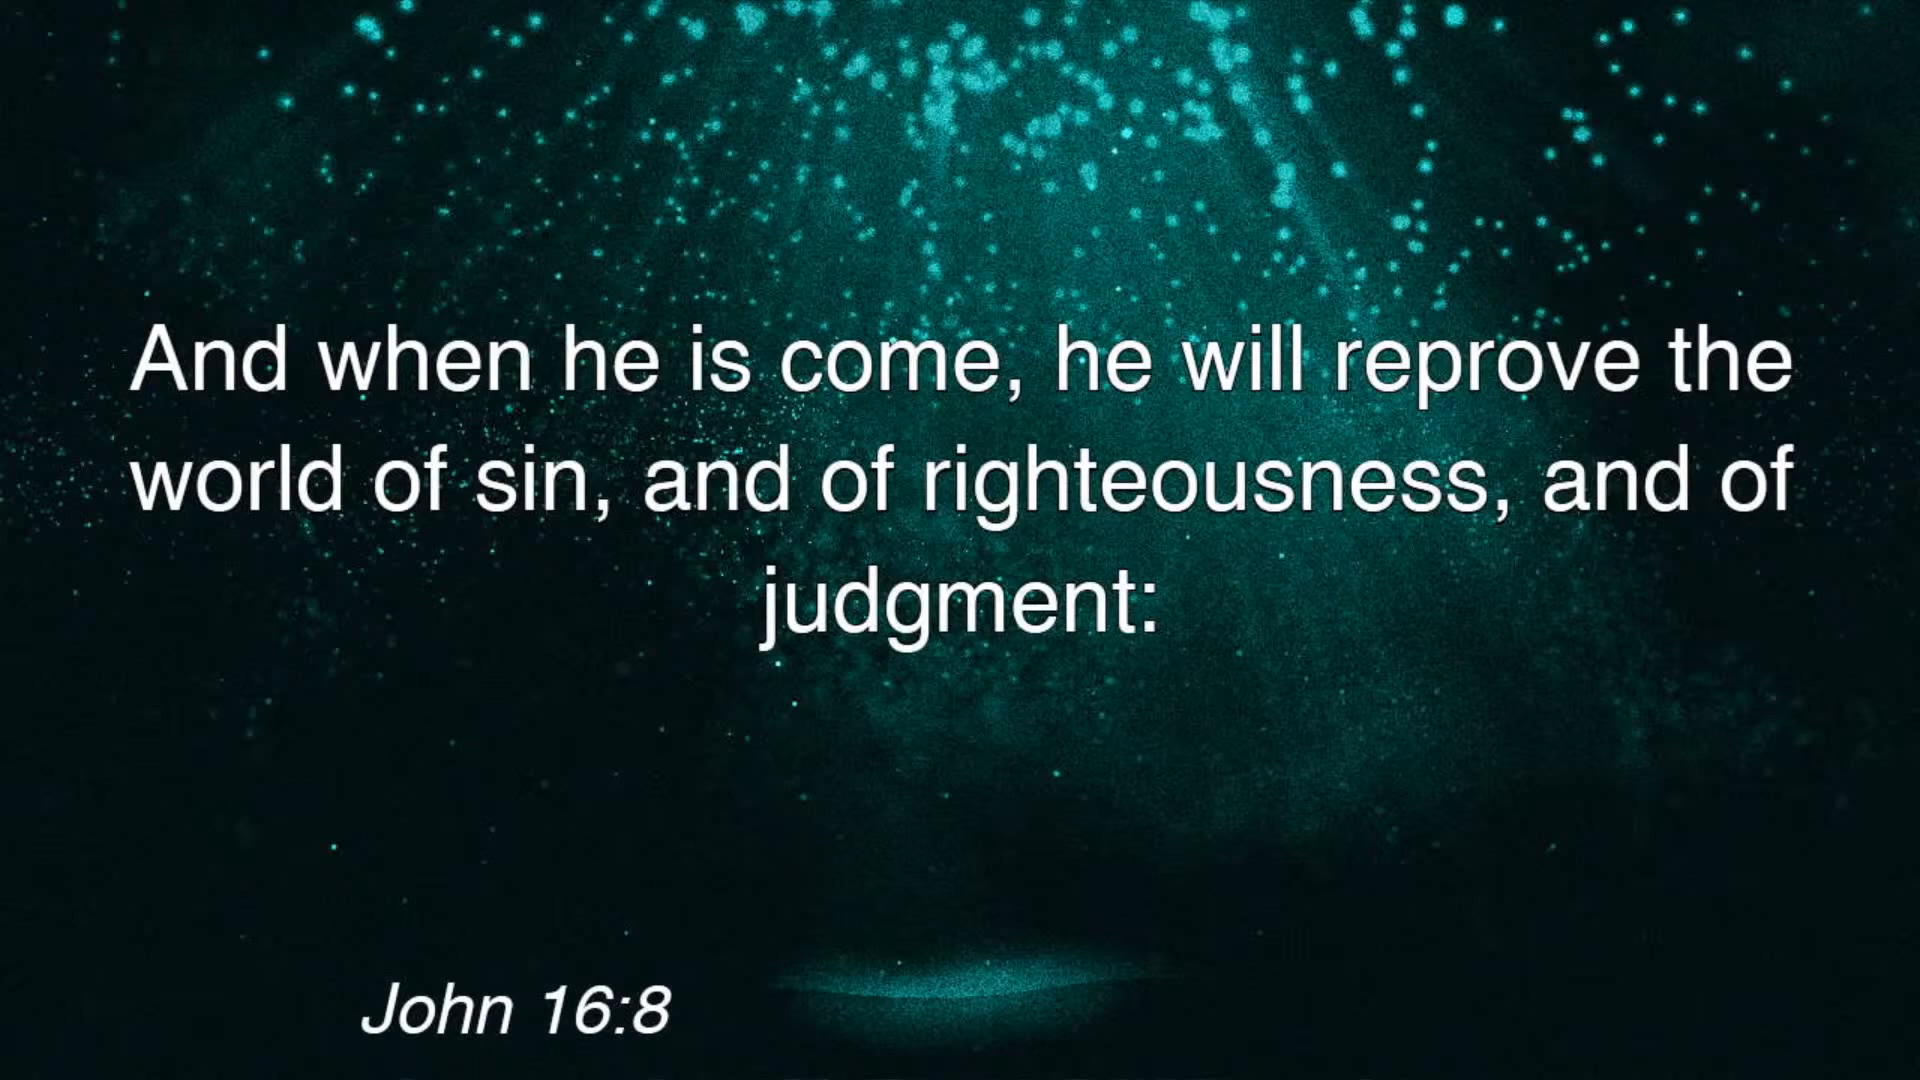 And when he is come, he will reprove the
world of sin, and of righteousness, and of
judgment:
John 16:8